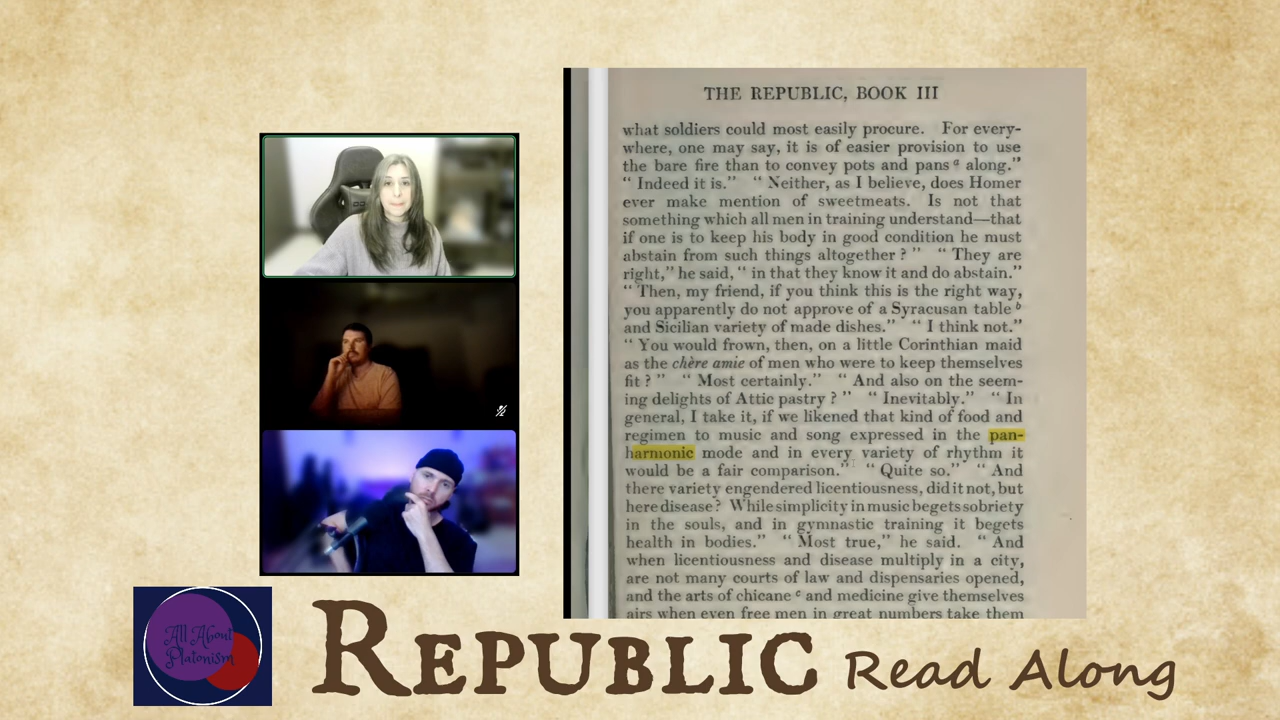 THE REPUBLIC, BOOK III
what soldiers could most easily procure. For every-
where, one may say, it is of easier provision to use
the bare fire than to convey pots and pans ᵃ along.”
“ Indeed it is.” “ Neither, as I believe, does Homer
ever make mention of sweetmeats. Is not that
something which all men in training understand—that
if one is to keep his body in good condition he must
abstain from such things altogether ? ” “ They are
right,” he said, “ in that they know it and do abstain.”
“ Then, my friend, if you think this is the right way,
you apparently do not approve of a Syracusan table ᵇ
and Sicilian variety of made dishes.” “ I think not.”
“ You would frown, then, on a little Corinthian maid
as the chère amie of men who were to keep themselves
fit ? ” “ Most certainly.” “ And also on the seem-
ing delights of Attic pastry ? ” “ Inevitably.” “ In
general, I take it, if we likened that kind of food and
regimen to music and song expressed in the pan-
harmonic mode and in every variety of rhythm it
would be a fair comparison.” “ Quite so.” “ And
there variety engendered licentiousness, did it not, but
here disease ? While simplicity in music begets sobriety
in the souls, and in gymnastic training it begets
health in bodies.” “ Most true,” he said. “ And
when licentiousness and disease multiply in a city,
are not many courts of law and dispensaries opened,
and the arts of chicane ᶜ and medicine give themselves
airs when even free men in great numbers take them
All About
Platonism
REPUBLIC Read Along